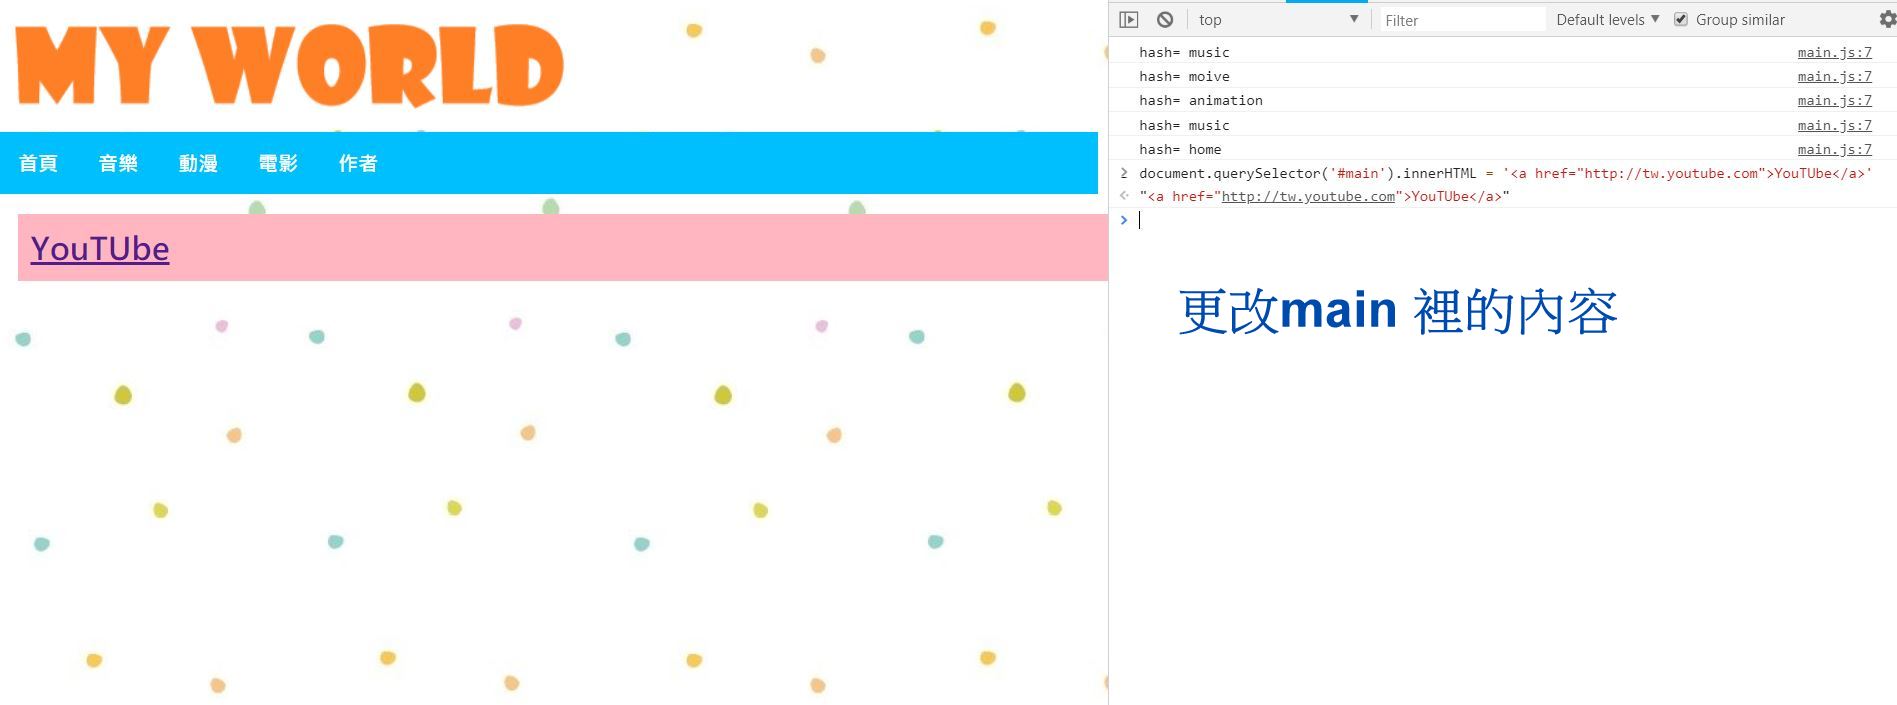 MY WORLD
首頁 音樂 動漫 電影 作者
YouTUbe
top Filter Default levels Group similar
hash= music main.js:7
hash= moive main.js:7
hash= animation main.js:7
hash= music main.js:7
hash= home main.js:7
document.querySelector('#main').innerHTML = '<a href="http://tw.youtube.com">YouTUbe</a>'
"<a href="http://tw.youtube.com">YouTUbe</a>"
更改main 裡的內容